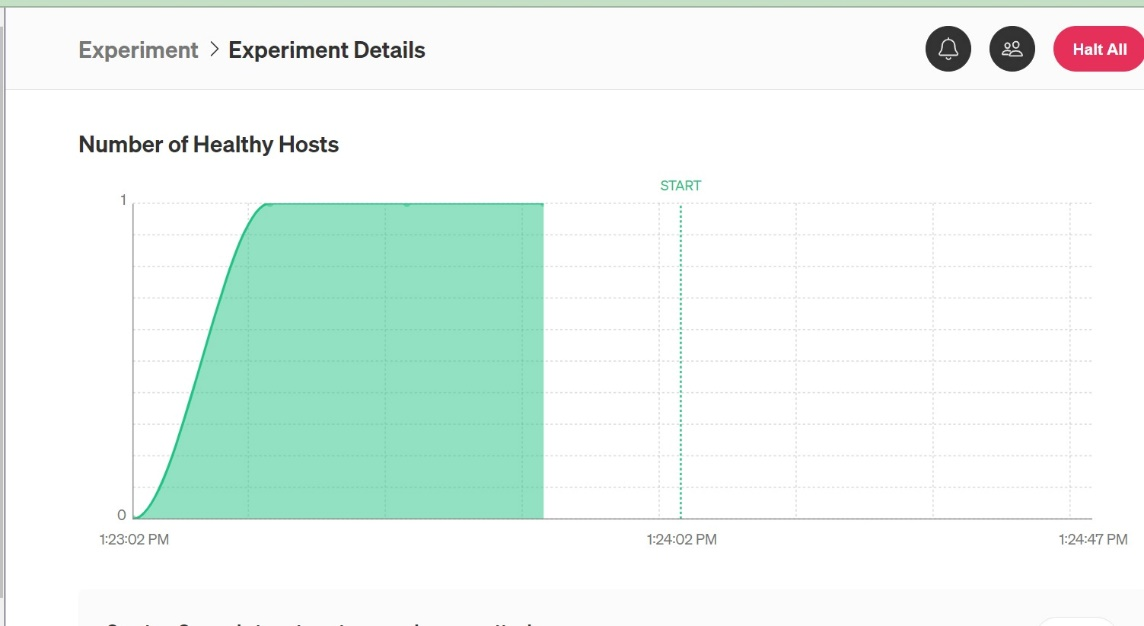 Experiment > Experiment Details
Halt All
Number of Healthy Hosts
START
1
0
1:23:02 PM
1:24:02 PM
1:24:47 PM